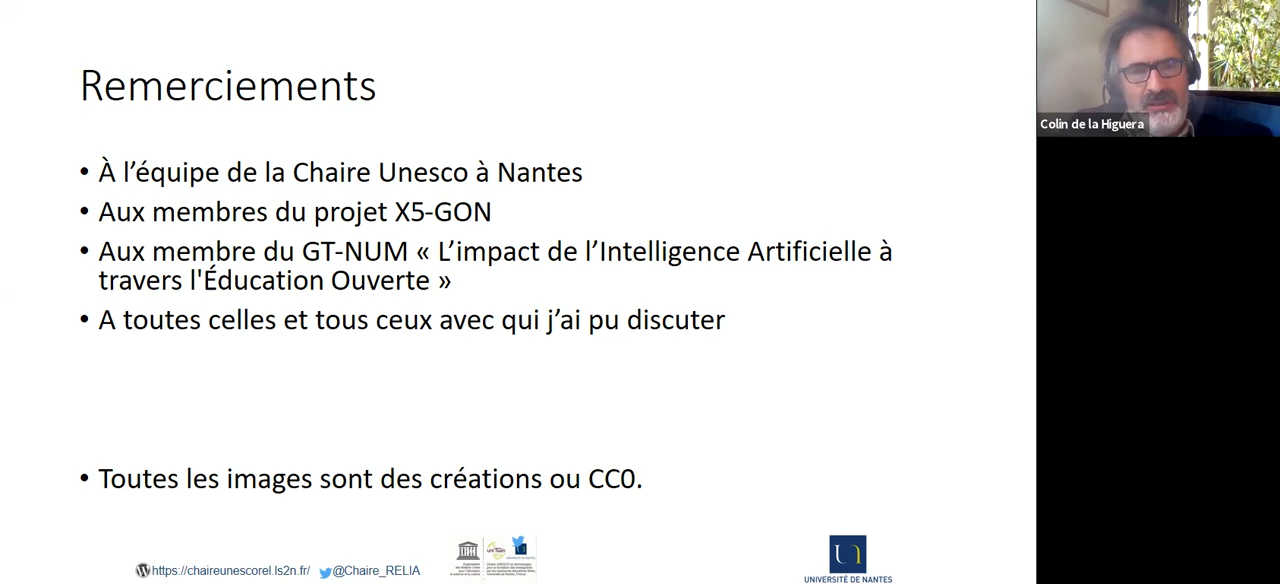 Remerciements
• À l’équipe de la Chaire Unesco à Nantes
• Aux membres du projet X5-GON
• Aux membre du GT-NUM « L’impact de l’Intelligence Artificielle à
travers l'Éducation Ouverte »
• A toutes celles et tous ceux avec qui j’ai pu discuter
• Toutes les images sont des créations ou CC0.
https://chaireunescorel.ls2n.fr/
@Chaire_RELIA
UNIVERSITÉ DE NANTES
Colin de la Higuera